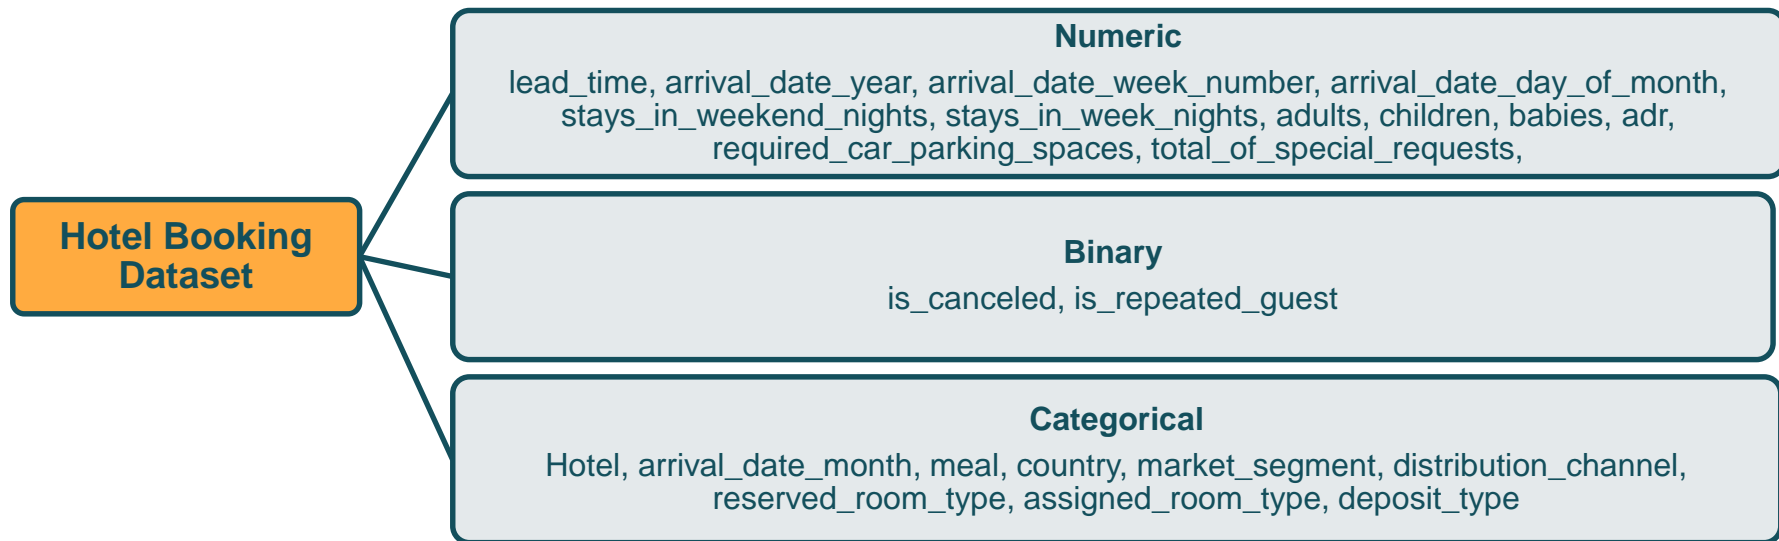 Hotel Booking
Dataset
Numeric
lead_time, arrival_date_year, arrival_date_week_number, arrival_date_day_of_month,
stays_in_weekend_nights, stays_in_week_nights, adults, children, babies, adr,
required_car_parking_spaces, total_of_special_requests,
Binary
is_canceled, is_repeated_guest
Categorical
Hotel, arrival_date_month, meal, country, market_segment, distribution_channel,
reserved_room_type, assigned_room_type, deposit_type